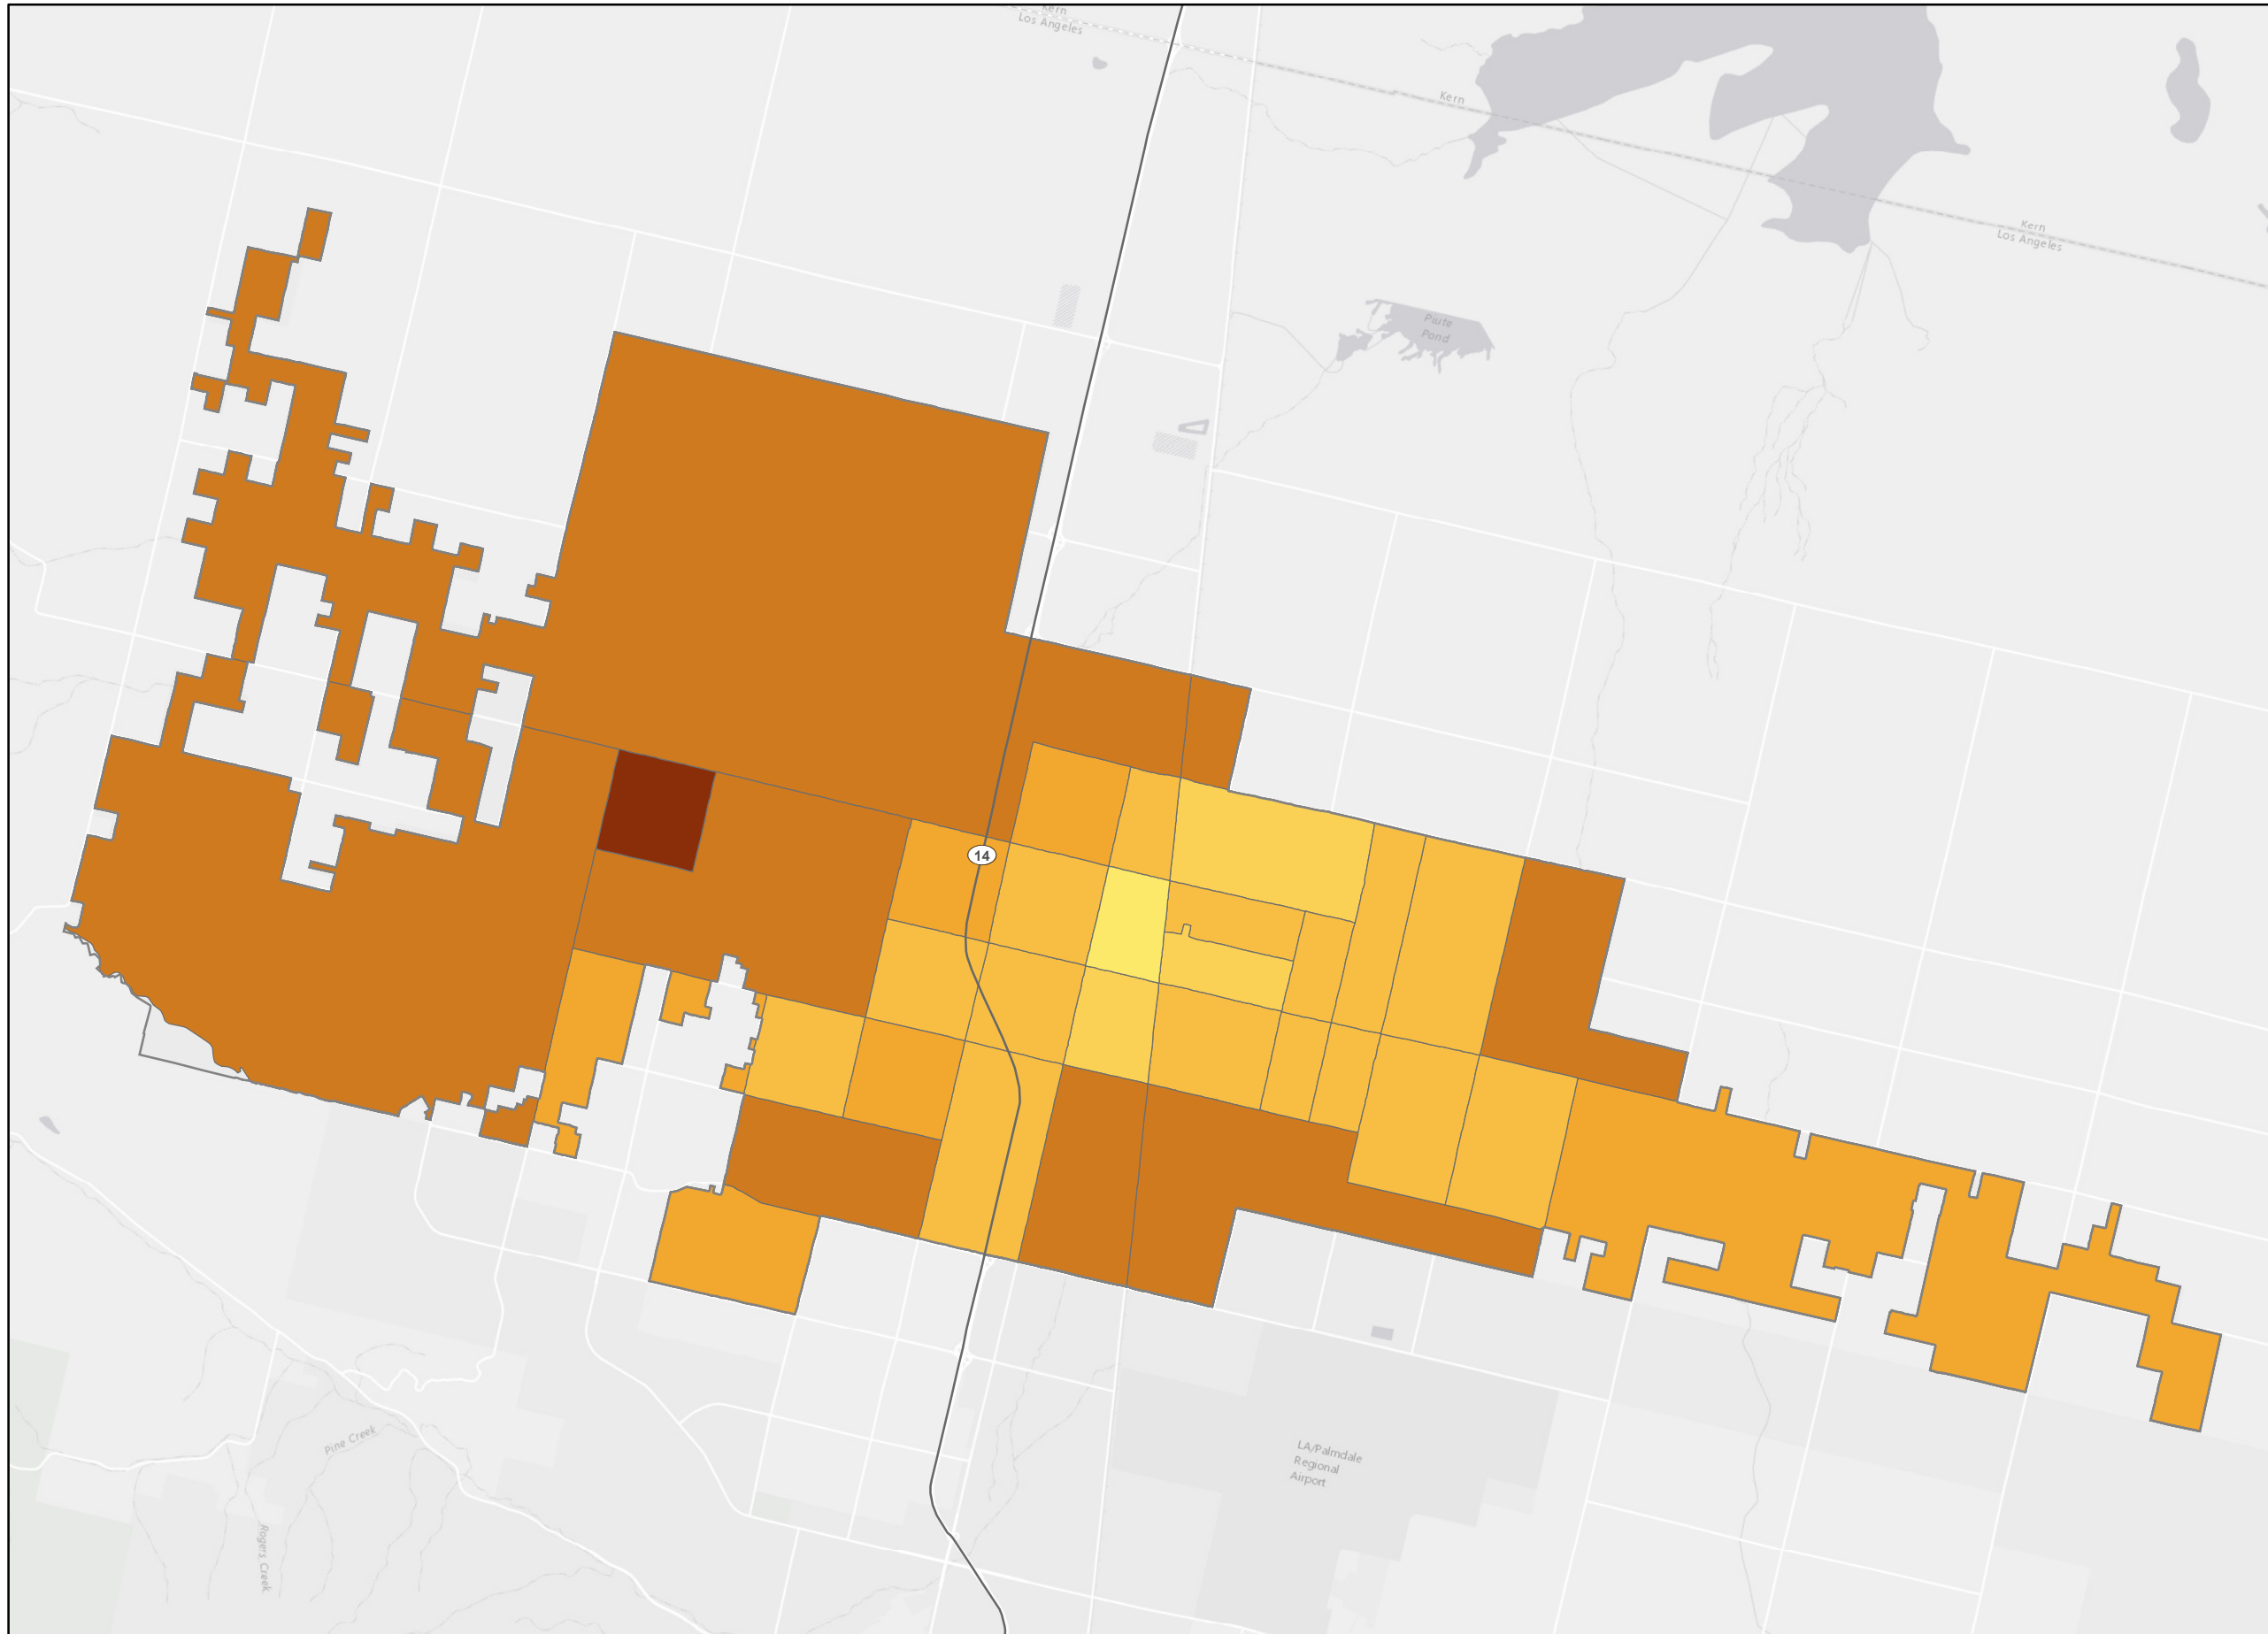 Kern
Los Angeles
Kern
Kern
Los Angeles
Piute
Pond
14
LA/Palmdale
Regional
Airport
Pine Creek
Rogers Creek